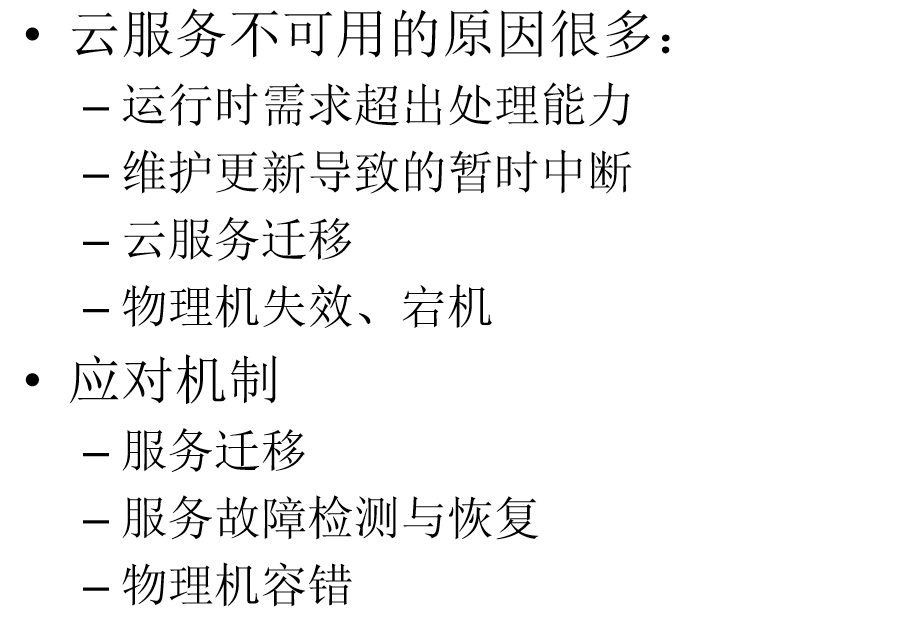 • 云服务不可用的原因很多：
– 运行时需求超出处理能力
– 维护更新导致的暂时中断
– 云服务迁移
– 物理机失效、宕机
• 应对机制
– 服务迁移
– 服务故障检测与恢复
– 物理机容错